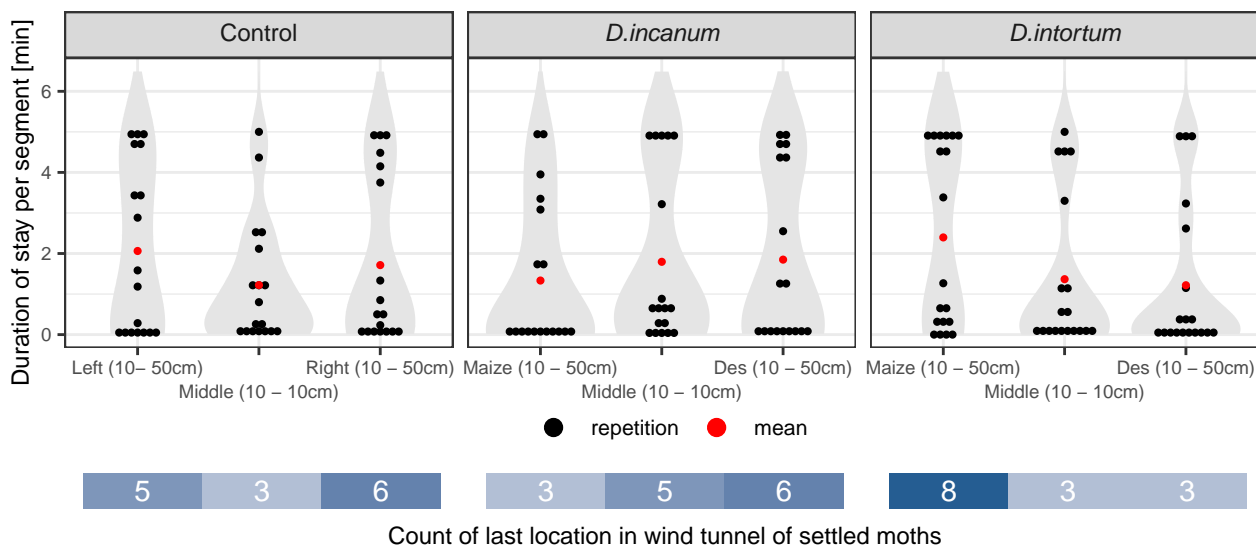 Control D.incanum D.intortum
Duration of stay per segment [min]
6
4
2
0
Left (10– 50cm) Right (10 – 50cm) Maize (10 – 50cm) Des (10 – 50cm) Maize (10 – 50cm) Des (10 – 50cm)
Middle (10 – 10cm) Middle (10 – 10cm) Middle (10 – 10cm)
repetition mean
5 3 6 3 5 6 8 3 3
Count of last location in wind tunnel of settled moths